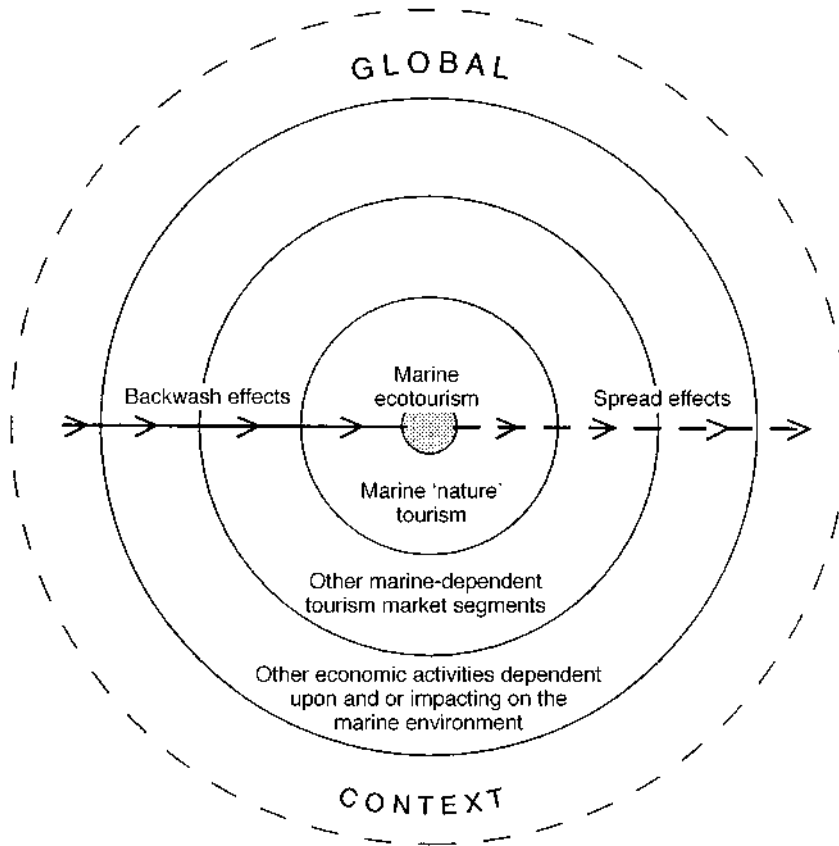 GLOBAL
Backwash effects
Marine
ecotourism
Spread effects
Marine 'nature'
tourism
Other marine-dependent
tourism market segments
Other economic activities dependent
upon and or impacting on the
marine environment
CONTEXT